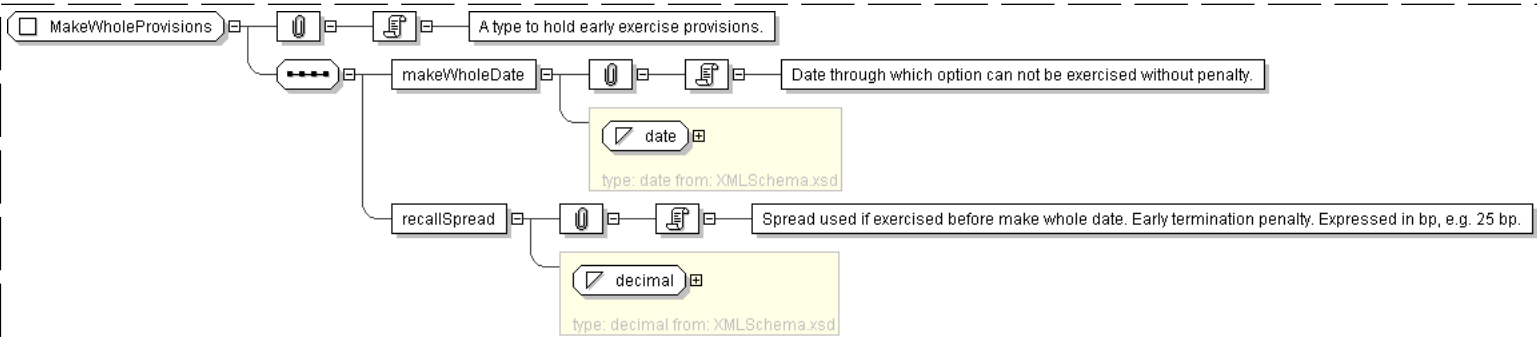 MakeWholeProvisions
A type to hold early exercise provisions.
makeWholeDate
Date through which option can not be exercised without penalty.
date
type: date from: XMLSchema.xsd
recallSpread
Spread used if exercised before make whole date. Early termination penalty. Expressed in bp, e.g. 25 bp.
decimal
type: decimal from: XMLSchema.xsd